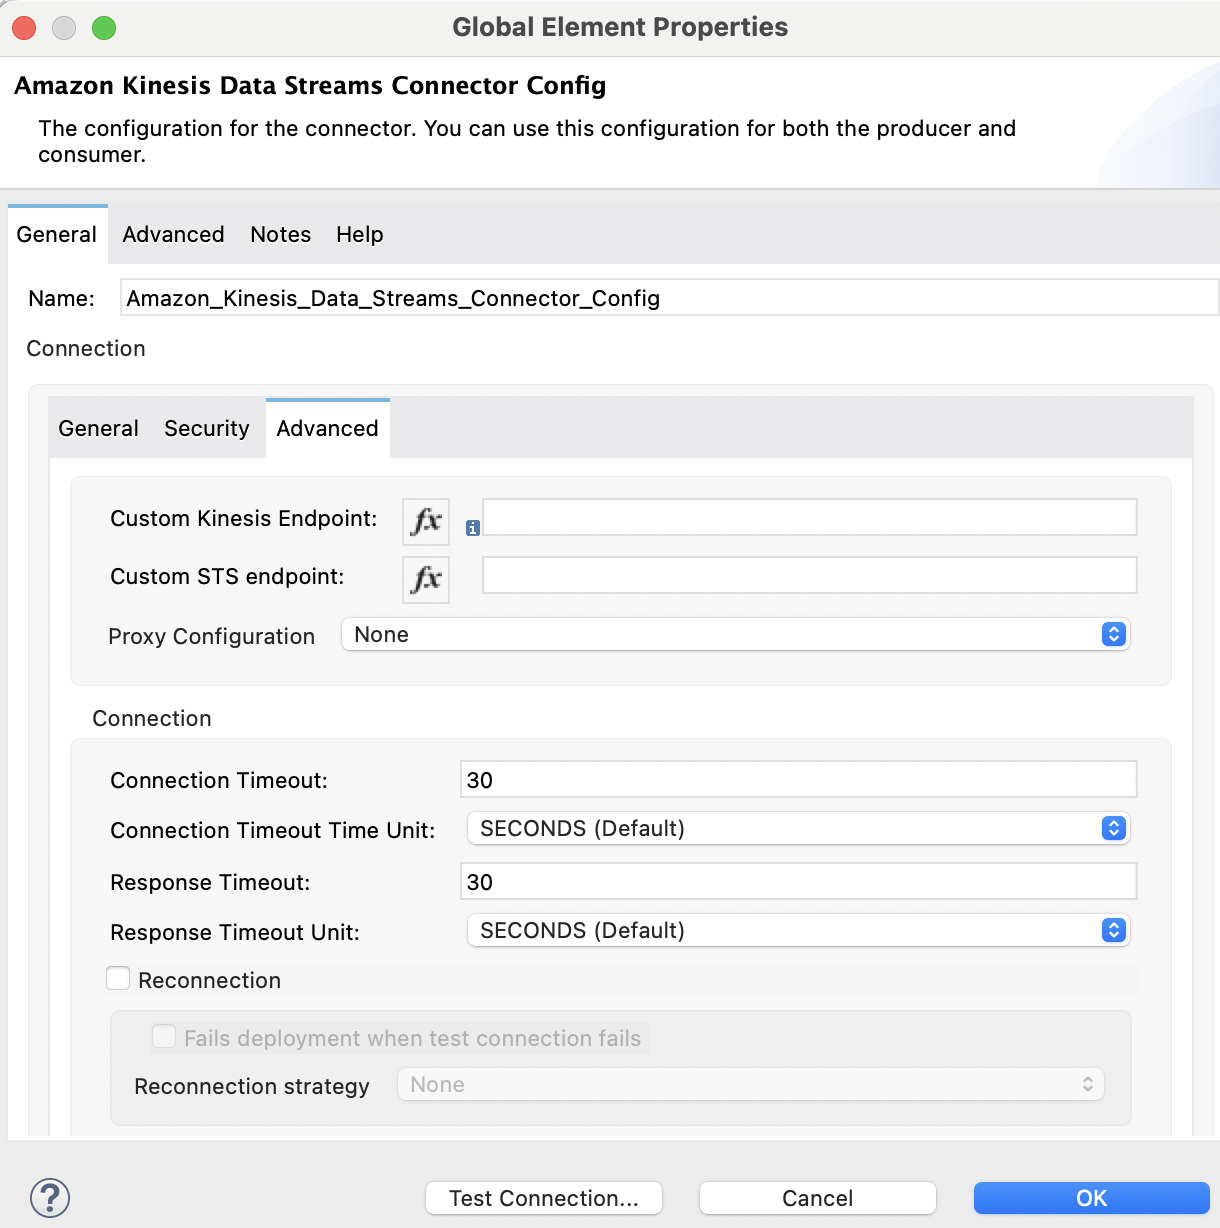 Global Element Properties
Amazon Kinesis Data Streams Connector Config
The configuration for the connector. You can use this configuration for both the producer and
consumer.
General Advanced Notes Help
Name: Amazon_Kinesis_Data_Streams_Connector_Config
Connection
General Security Advanced
Custom Kinesis Endpoint: fx i
Custom STS endpoint: fx
Proxy Configuration None
Connection
Connection Timeout: 30
Connection Timeout Time Unit: SECONDS (Default)
Response Timeout: 30
Response Timeout Unit: SECONDS (Default)
Reconnection
Fails deployment when test connection fails
Reconnection strategy None
? Test Connection... Cancel OK